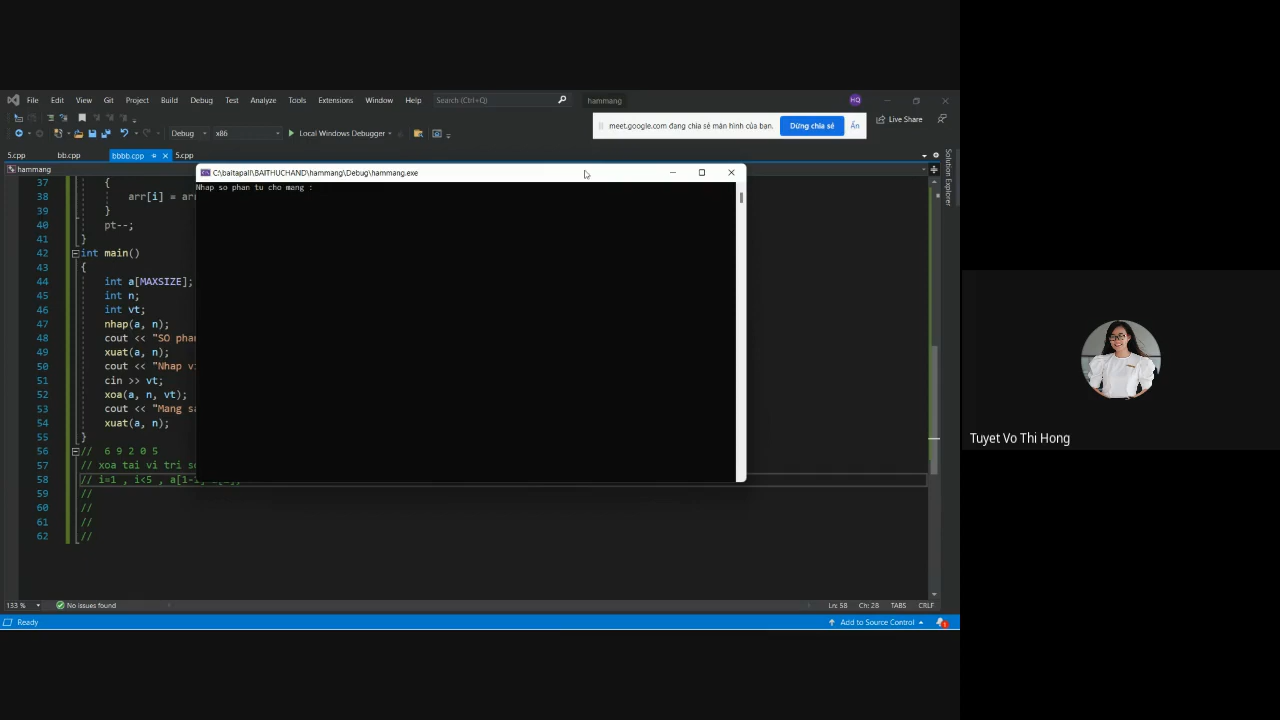 File Edit View Git Project Build Debug Test Analyze Tools Extensions Window Help Search (Ctrl+Q) hammang HQ
Debug x86 Local Windows Debugger Live Share
meet.google.com đang chia sẻ màn hình của bạn. Dừng chia sẻ Ẩn
5.cpp bb.cpp bbbb.cpp 5.cpp
hammang
Solution Explorer
C:\baitapall\BAITHUCHAND\hammang\Debug\hammang.exe
Nhap so phan tu cho mang :
37 {
38 arr[i] = arr
39 }
40 pt--;
41 }
42 int main()
43 {
44 int a[MAXSIZE];
45 int n;
46 int vt;
47 nhap(a, n);
48 cout << "SO phan
49 xuat(a, n);
50 cout << "Nhap vi
51 cin >> vt;
52 xoa(a, n, vt);
53 cout << "Mang sa
54 xuat(a, n);
55 }
56 // 6 9 2 0 5
57 // xoa tai vi tri so
58 // i=1 , i<5 ,
59 //
60 //
61 //
62 //
133 % No issues found Ln: 58 Ch: 28 TABS CRLF
Ready Add to Source Control 1
Tuyet Vo Thi Hong